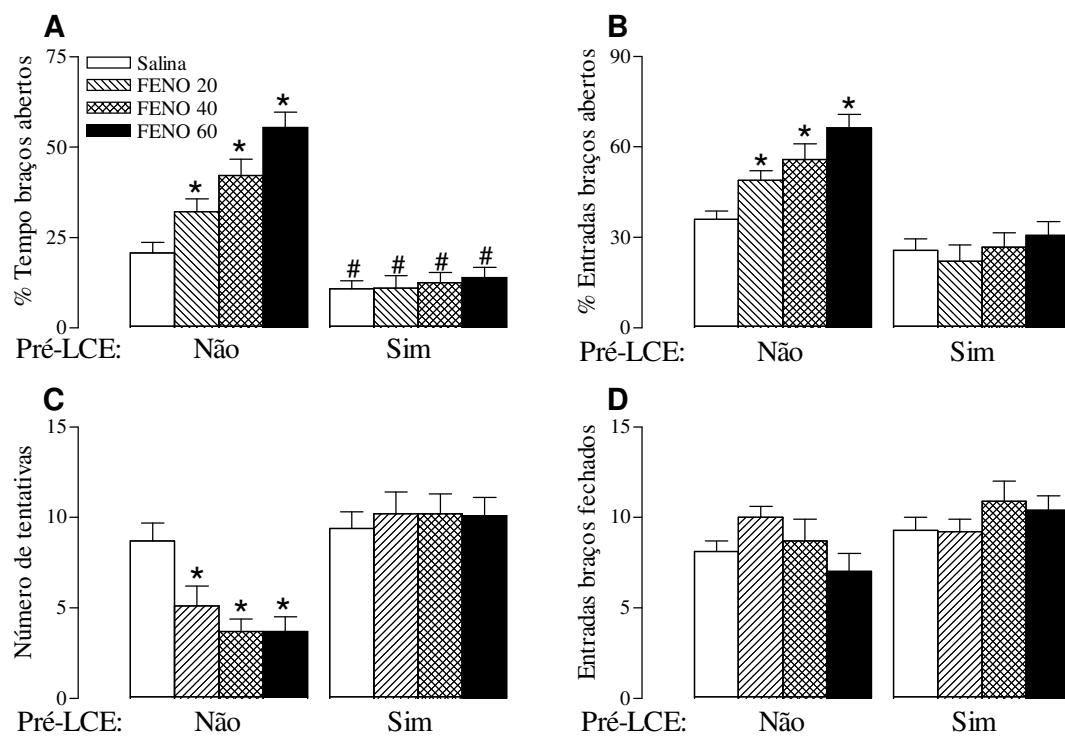 A
% Tempo braços abertos
75
50
25
0
Salina
FENO 20
FENO 40
FENO 60
* * *
# # # #
Pré-LCE: Não Sim
B
% Entradas braços abertos
90
60
30
0
* * *
Pré-LCE: Não Sim
C
Número de tentativas
15
10
5
0
* * *
Pré-LCE: Não Sim
D
Entradas braços fechados
15
10
5
0
Pré-LCE: Não Sim